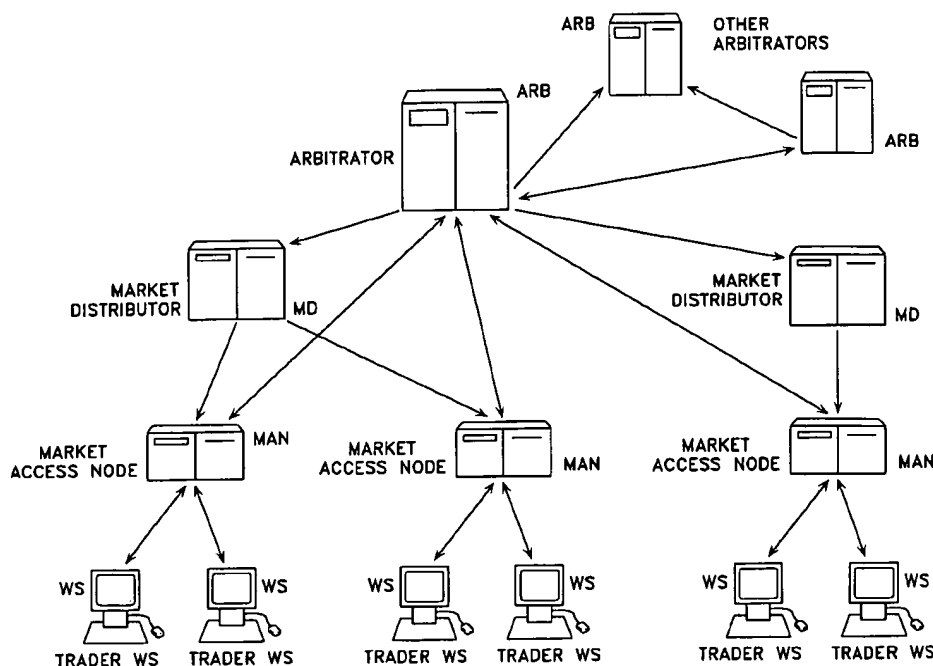 ARB
OTHER
ARBITRATORS
ARB
ARBITRATOR
ARB
MARKET
DISTRIBUTOR
MD
MARKET
DISTRIBUTOR
MD
MARKET
ACCESS NODE
MAN
MARKET
ACCESS NODE
MAN
MARKET
ACCESS NODE
MAN
WS
WS
WS
WS
WS
WS
TRADER WS
TRADER WS
TRADER WS
TRADER WS
TRADER WS
TRADER WS